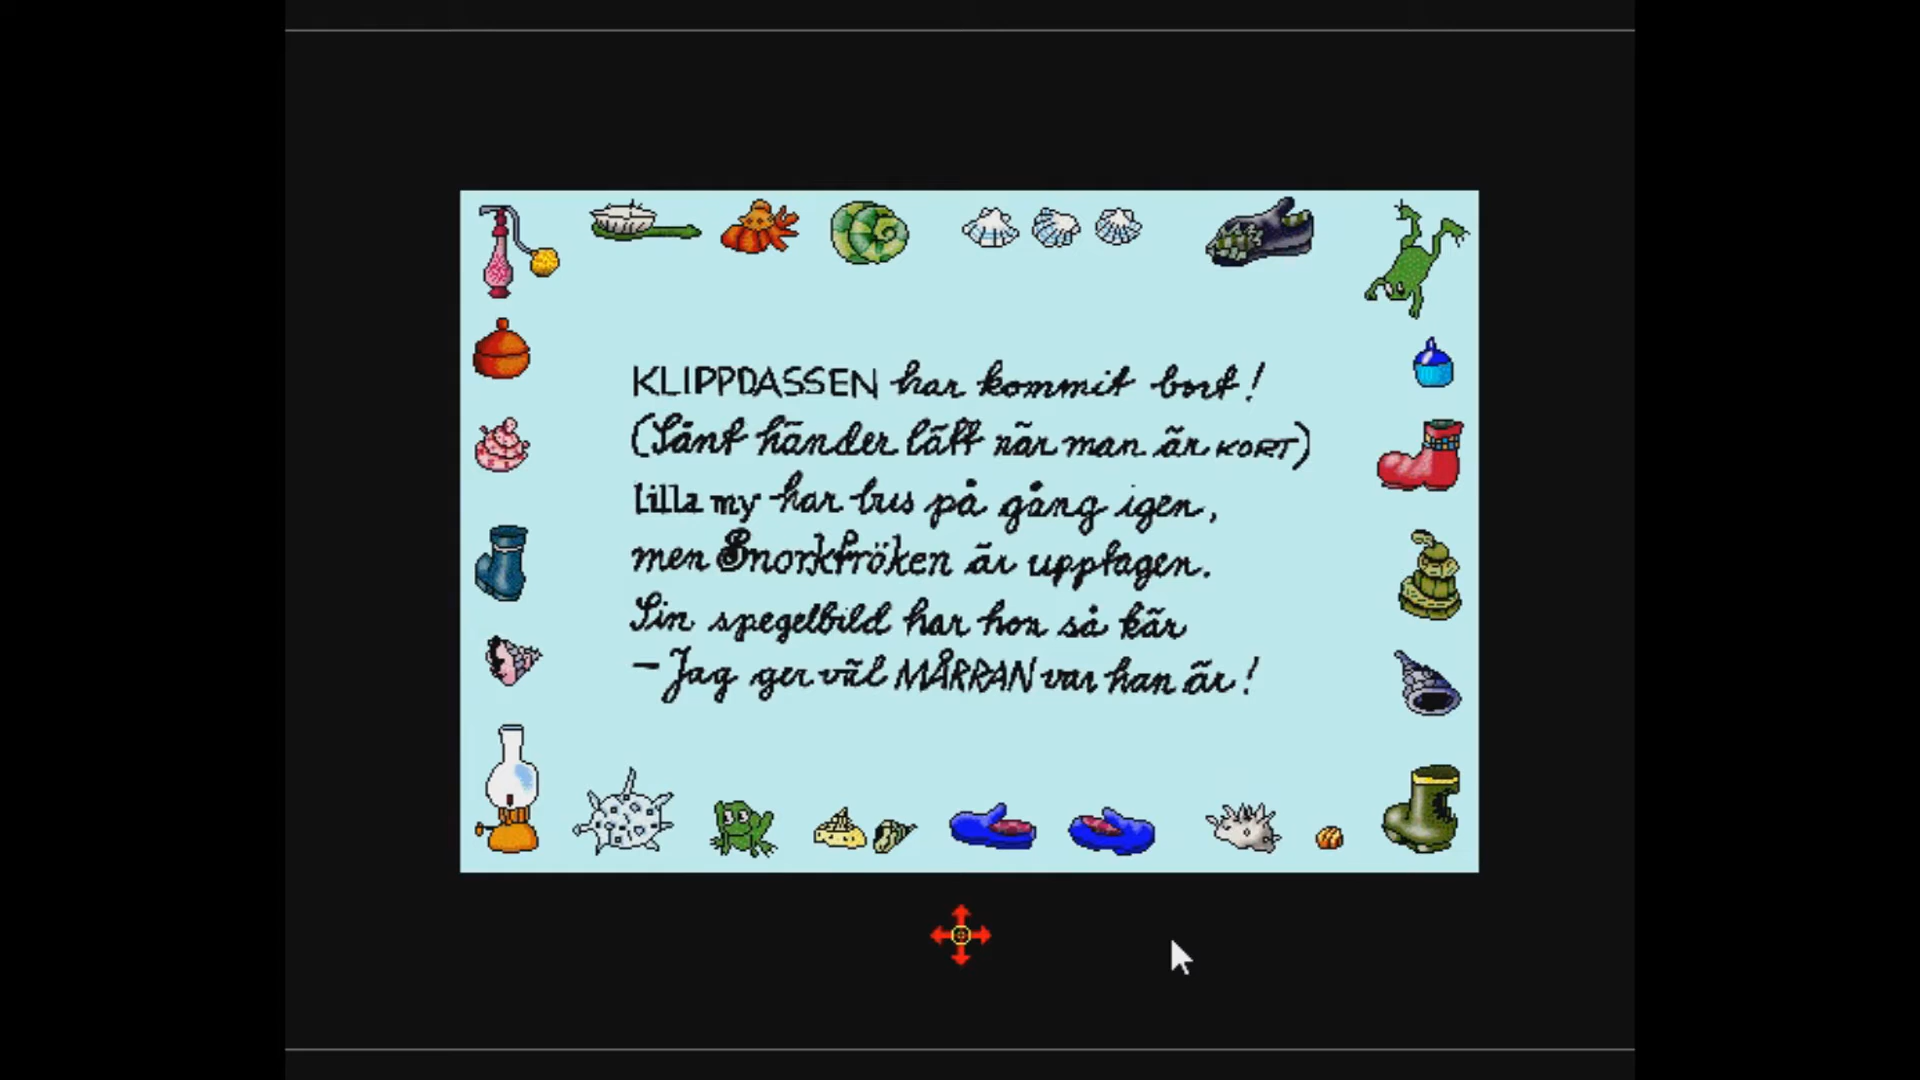 KLIPPDASSEN har kommit bort!
(Sånt händer lätt när man är KORT)
lilla my har bus på gång igen,
men Snorkfröken är upptagen.
Sin spegelbild har hon så kär
– Jag ger väl MÅRRAN var han är!